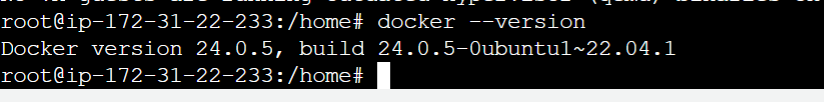 root@ip-172-31-22-233:/home# docker --version
Docker version 24.0.5, build 24.0.5-0ubuntu1~22.04.1
root@ip-172-31-22-233:/home#